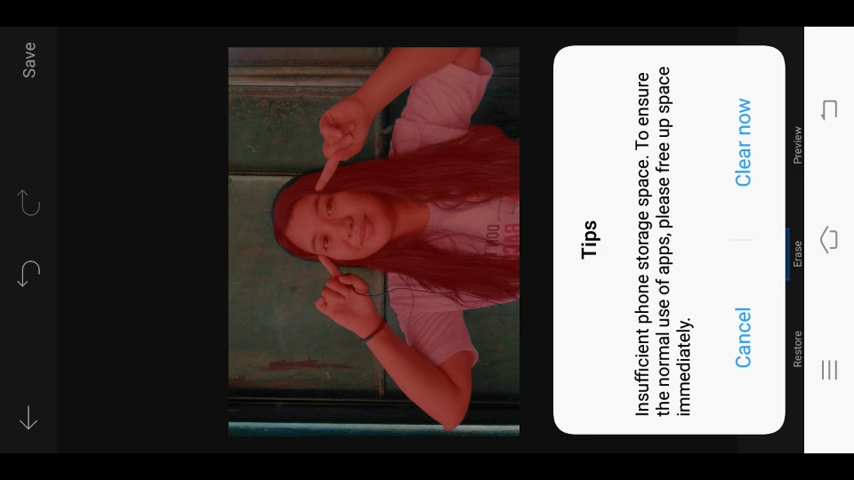 Save
Tips
Insufficient phone storage space. To ensure
the normal use of apps, please free up space
immediately.
Cancel
Clear now
Restore
Erase
Preview